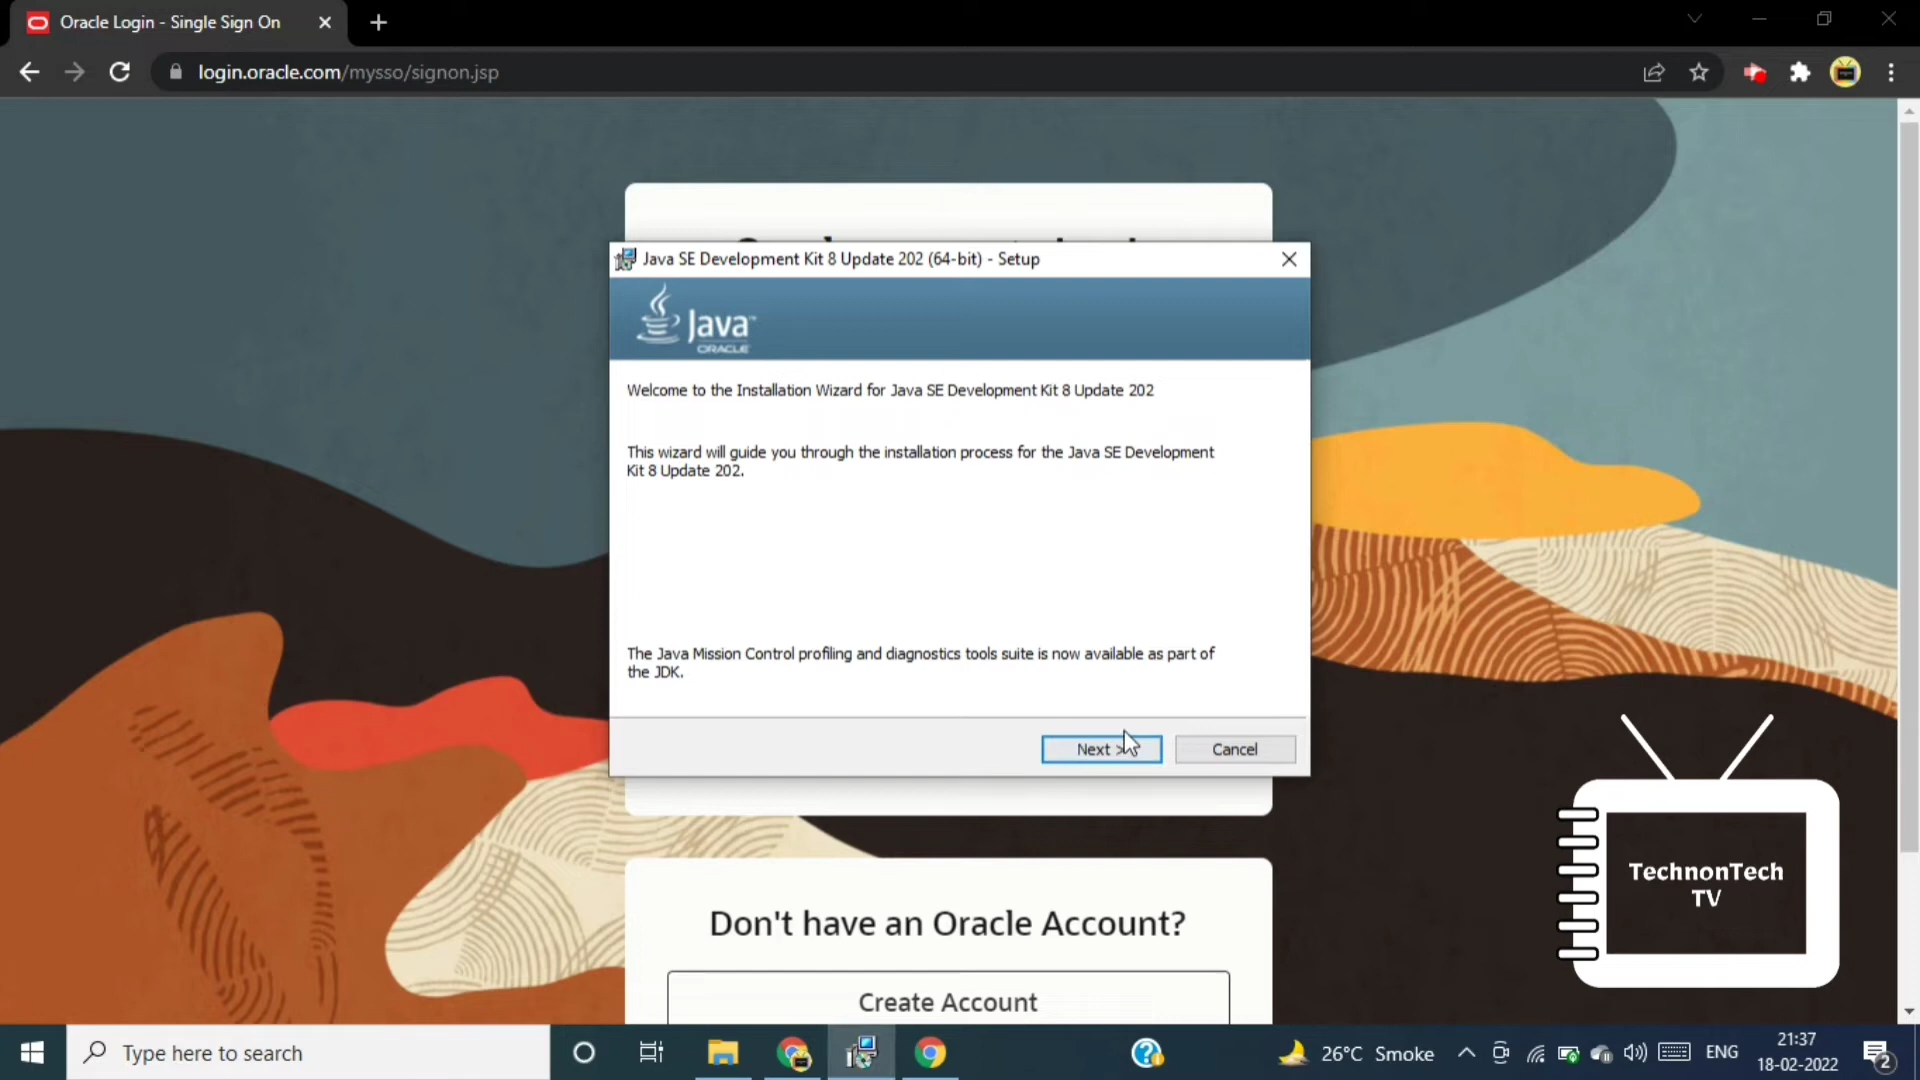 Oracle Login - Single Sign On
login.oracle.com/mysso/signon.jsp
Java SE Development Kit 8 Update 202 (64-bit) - Setup
Java™
ORACLE
Welcome to the Installation Wizard for Java SE Development Kit 8 Update 202
This wizard will guide you through the installation process for the Java SE Development
Kit 8 Update 202.
The Java Mission Control profiling and diagnostics tools suite is now available as part of
the JDK.
Next >
Cancel
TechnonTech
TV
Don't have an Oracle Account?
Create Account
Type here to search
26°C Smoke
ENG
21:37
18-02-2022
2